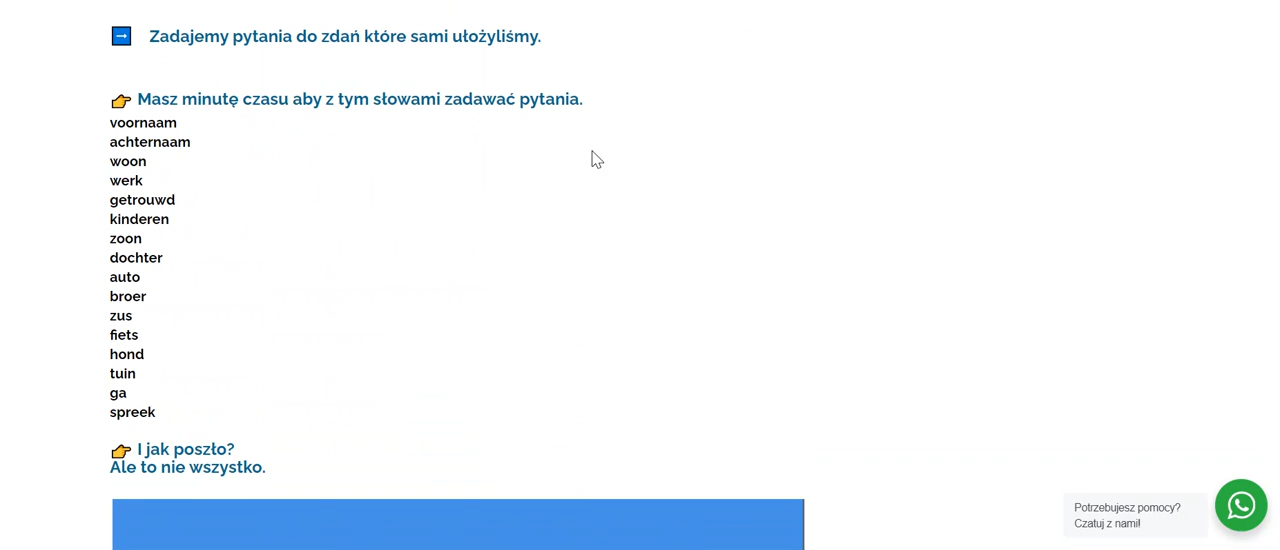 Zadajemy pytania do zdań które sami ułożyliśmy.
Masz minutę czasu aby z tym słowami zadawać pytania.
voornaam
achternaam
woon
werk
getrouwd
kinderen
zoon
dochter
auto
broer
zus
fiets
hond
tuin
ga
spreek
I jak poszło?
Ale to nie wszystko.
Potrzebujesz pomocy?
Czatuj z nami!